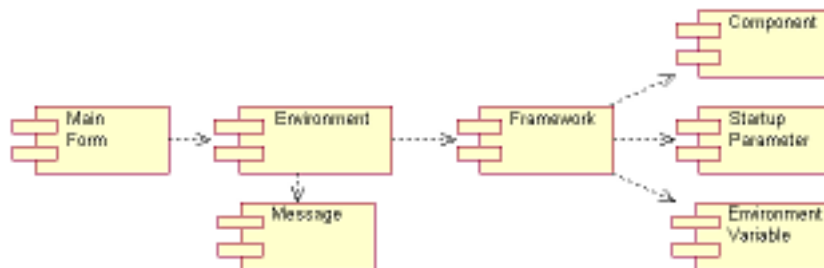 Component
Main
Form
Environment
Framework
Startup
Parameter
Message
Environment
Variable